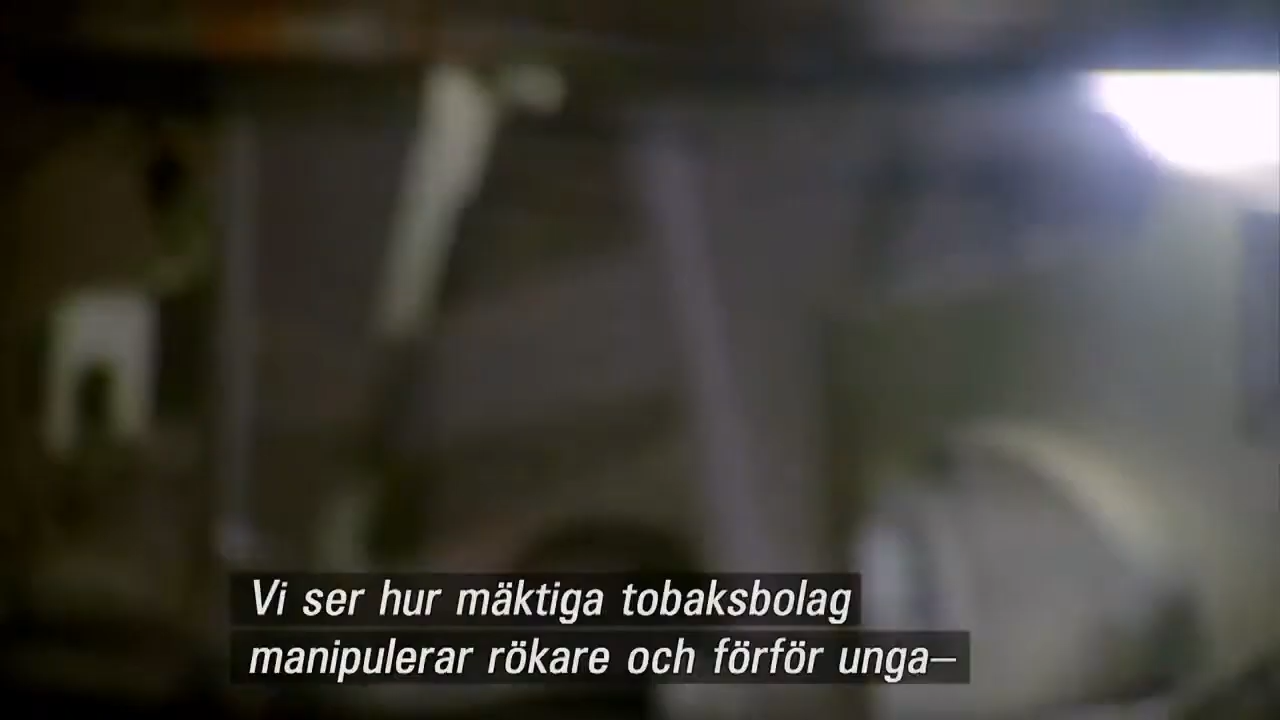 Vi ser hur mäktiga tobaksbolag
manipulerar rökare och förför unga–